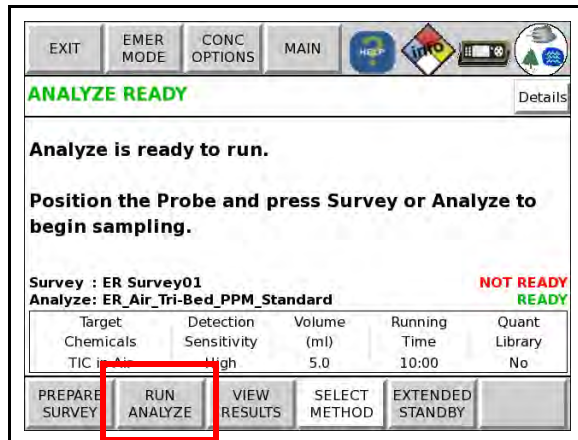 EXIT
EMER
MODE
CONC
OPTIONS
MAIN
HELP
info
ANALYZE READY
Details
Analyze is ready to run.
Position the Probe and press Survey or Analyze to
begin sampling.
Survey : ER Survey01 NOT READY
Analyze: ER_Air_Tri-Bed_PPM_Standard READY
Target Detection Volume Running Quant
Chemicals Sensitivity (ml) Time Library
TIC in Air High 5.0 10:00 No
PREPARE
SURVEY
RUN
ANALYZE
VIEW
RESULTS
SELECT
METHOD
EXTENDED
STANDBY